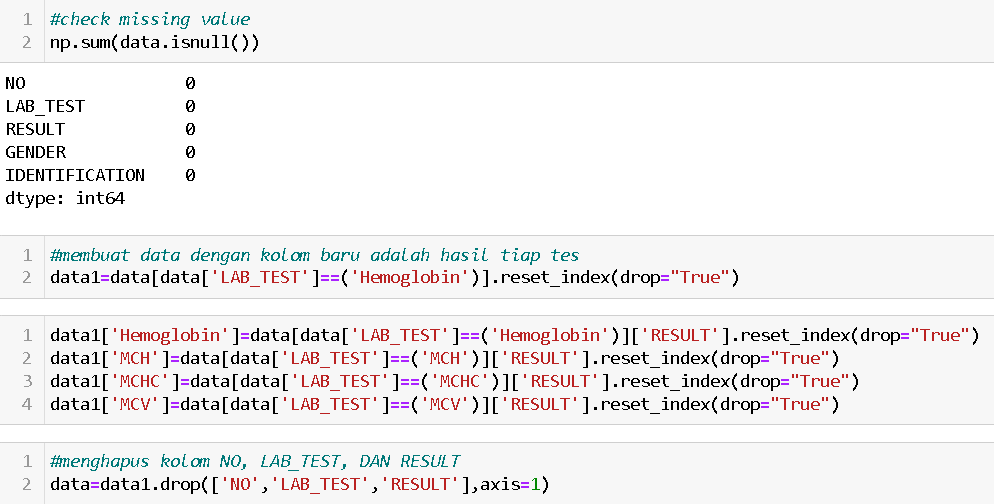 1 #check missing value
2 np.sum(data.isnull())
NO 0
LAB_TEST 0
RESULT 0
GENDER 0
IDENTIFICATION 0
dtype: int64
1 #membuat data dengan kolom baru adalah hasil tiap tes
2 data1=data[data['LAB_TEST']==('Hemoglobin')].reset_index(drop="True")
1 data1['Hemoglobin']=data[data['LAB_TEST']==('Hemoglobin')]['RESULT'].reset_index(drop="True")
2 data1['MCH']=data[data['LAB_TEST']==('MCH')]['RESULT'].reset_index(drop="True")
3 data1['MCHC']=data[data['LAB_TEST']==('MCHC')]['RESULT'].reset_index(drop="True")
4 data1['MCV']=data[data['LAB_TEST']==('MCV')]['RESULT'].reset_index(drop="True")
1 #menghapus kolom NO, LAB_TEST, DAN RESULT
2 data=data1.drop(['NO','LAB_TEST','RESULT'],axis=1)